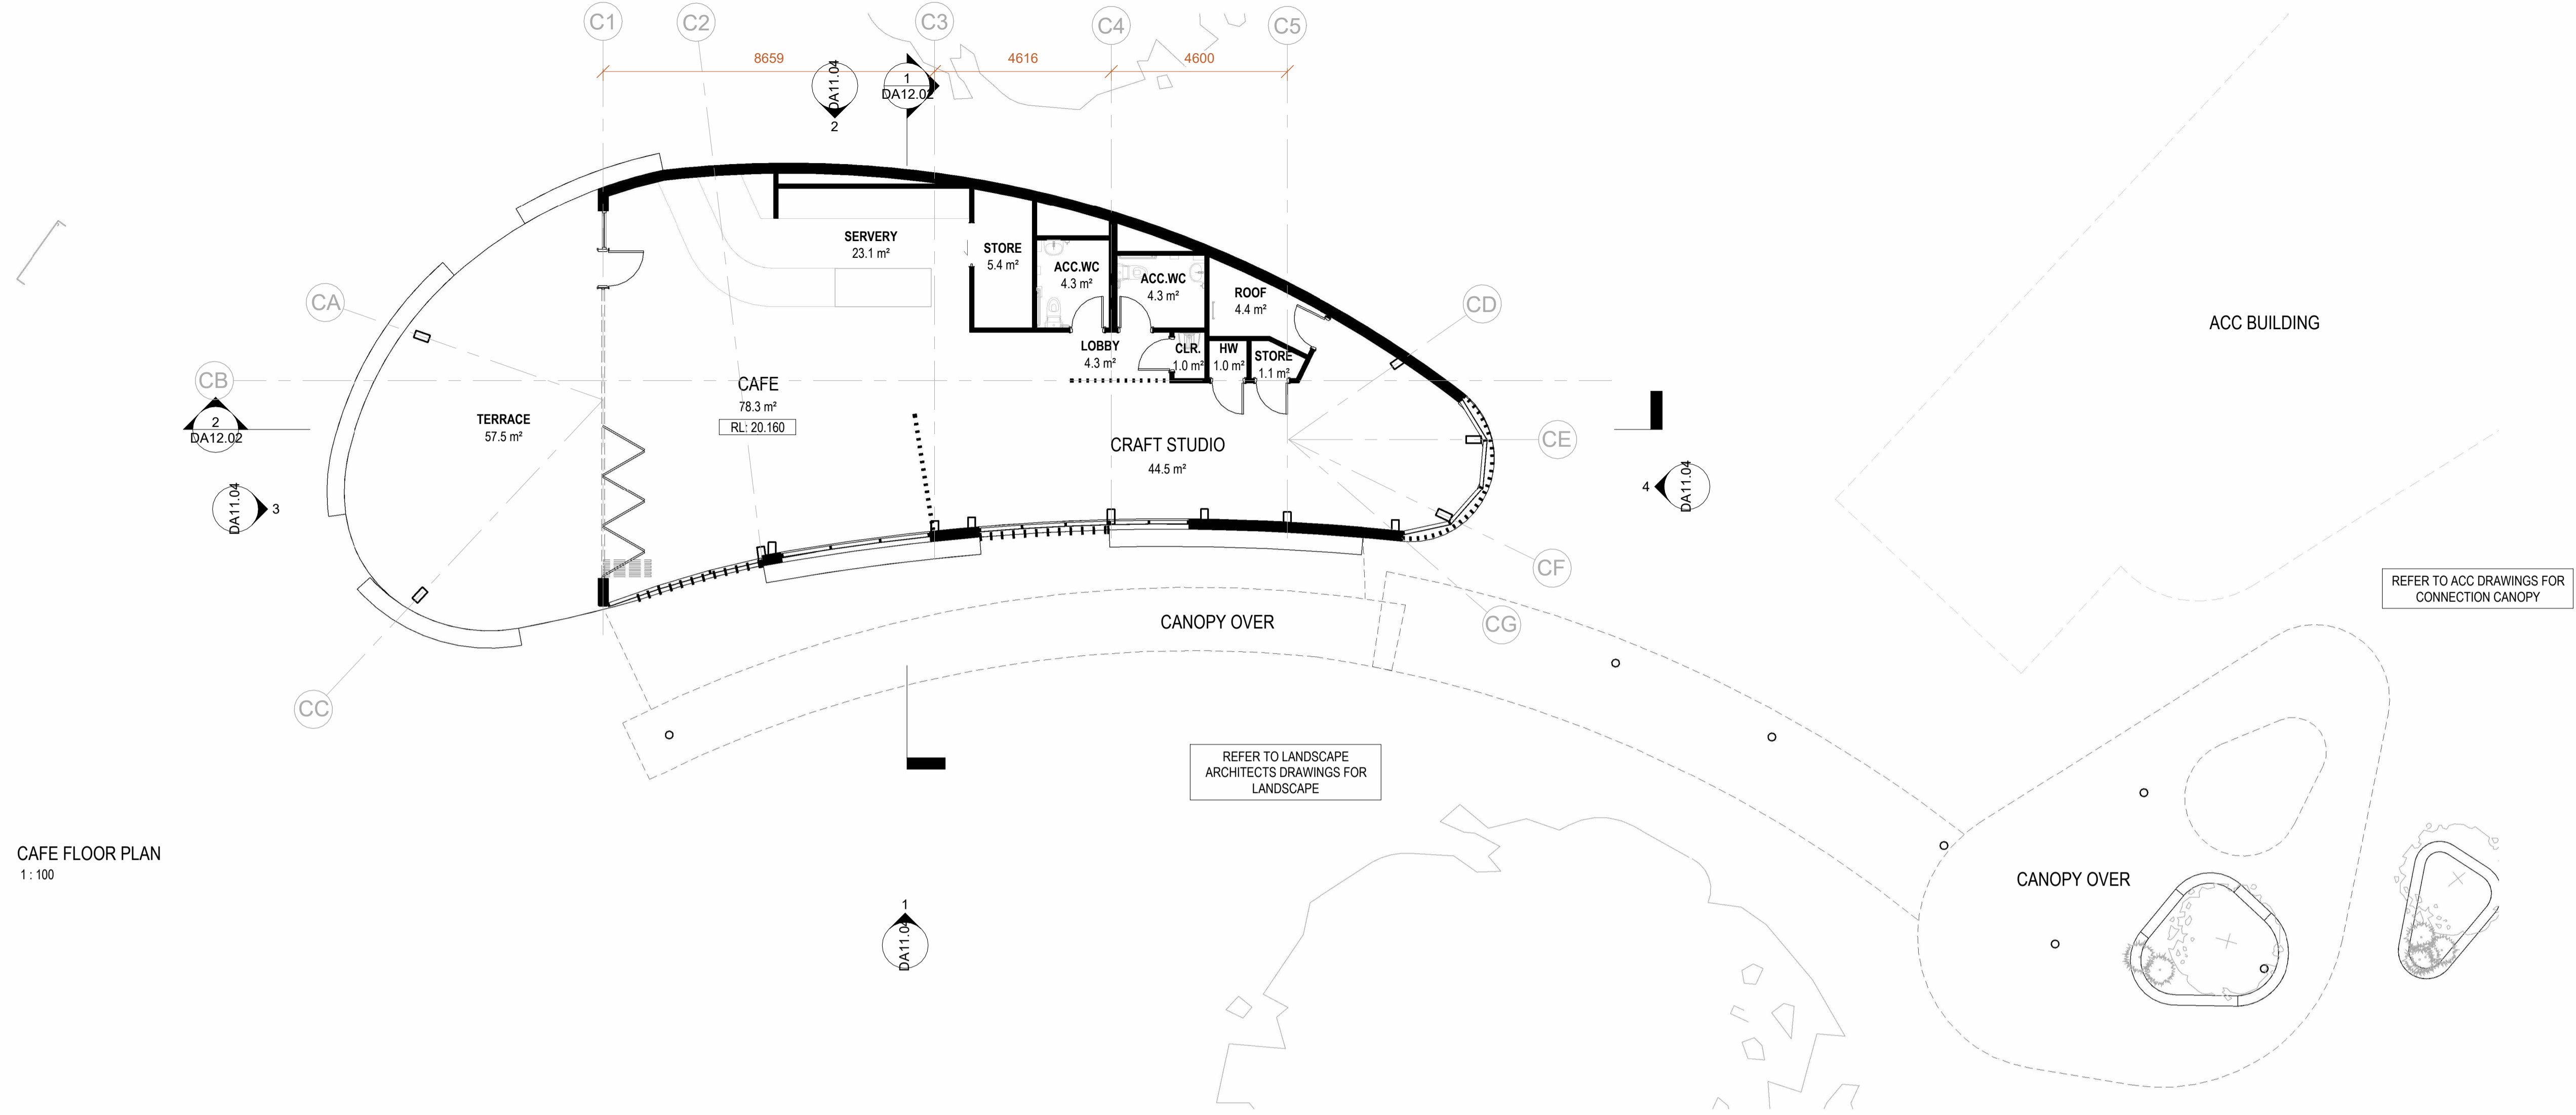 C1
C2
C3
C4
C5
8659
4616
4600
DA11.04
2
1
DA12.02
SERVERY
23.1 m²
STORE
5.4 m²
ACC.WC
4.3 m²
ACC.WC
4.3 m²
ROOF
4.4 m²
CA
CD
ACC BUILDING
LOBBY
4.3 m²
CLR.
1.0 m²
HW
1.0 m²
STORE
1.1 m²
CB
CAFE
78.3 m²
RL: 20.160
TERRACE
57.5 m²
2
DA12.02
CRAFT STUDIO
44.5 m²
CE
DA11.04
3
4
DA11.04
CF
REFER TO ACC DRAWINGS FOR
CONNECTION CANOPY
CANOPY OVER
CG
CC
REFER TO LANDSCAPE
ARCHITECTS DRAWINGS FOR
LANDSCAPE
CAFE FLOOR PLAN
1 : 100
CANOPY OVER
1
DA11.04